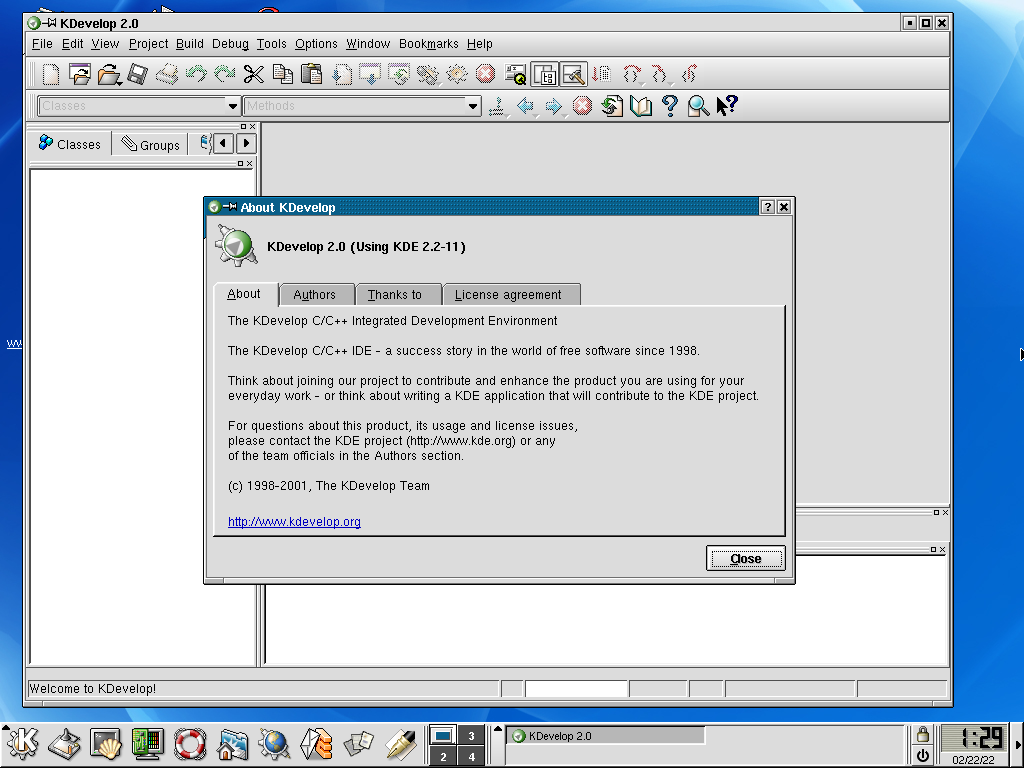 KDevelop 2.0
File Edit View Project Build Debug Tools Options Window Bookmarks Help
Classes Methods
Classes Groups
About KDevelop
KDevelop 2.0 (Using KDE 2.2-11)
About Authors Thanks to License agreement
The KDevelop C/C++ Integrated Development Environment
The KDevelop C/C++ IDE - a success story in the world of free software since 1998.
Think about joining our project to contribute and enhance the product you are using for your
everyday work - or think about writing a KDE application that will contribute to the KDE project.
For questions about this product, its usage and license issues,
please contact the KDE project (http://www.kde.org) or any
of the team officials in the Authors section.
(c) 1998-2001, The KDevelop Team
http://www.kdevelop.org
Close
Welcome to KDevelop!
3
2 4
KDevelop 2.0
1:29
02/22/22